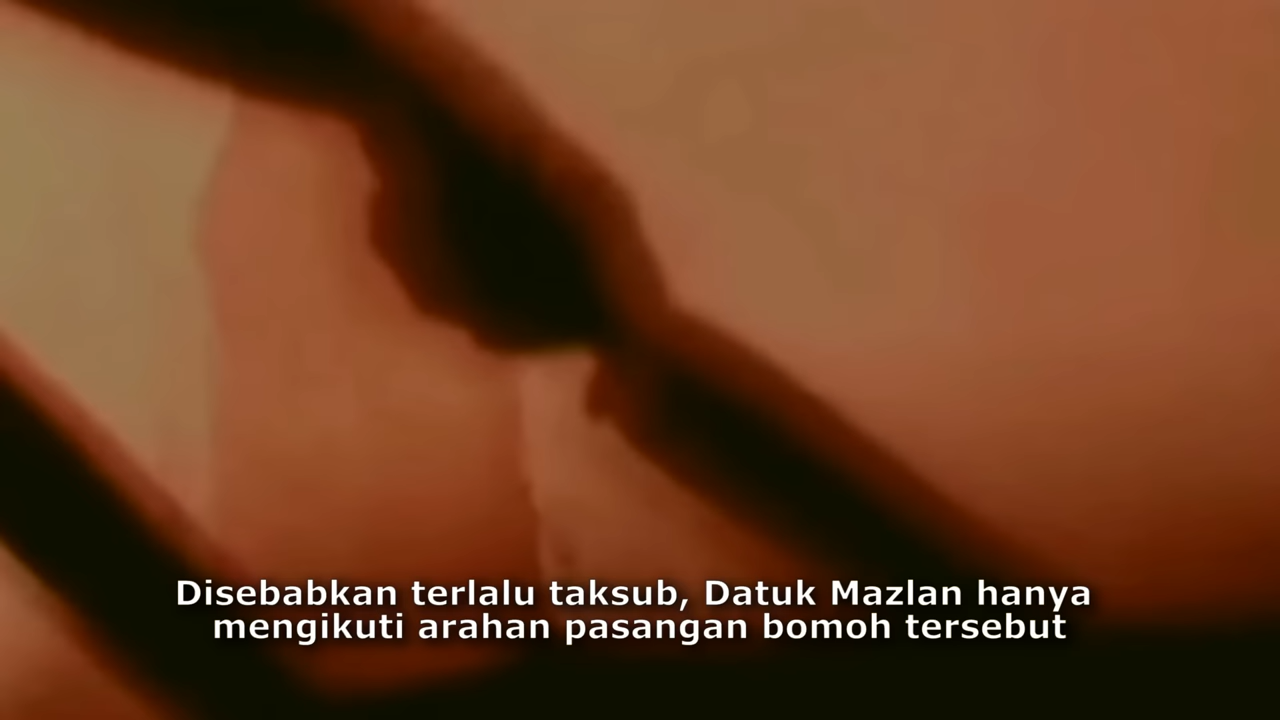 Disebabkan terlalu taksub, Datuk Mazlan hanya
mengikuti arahan pasangan bomoh tersebut